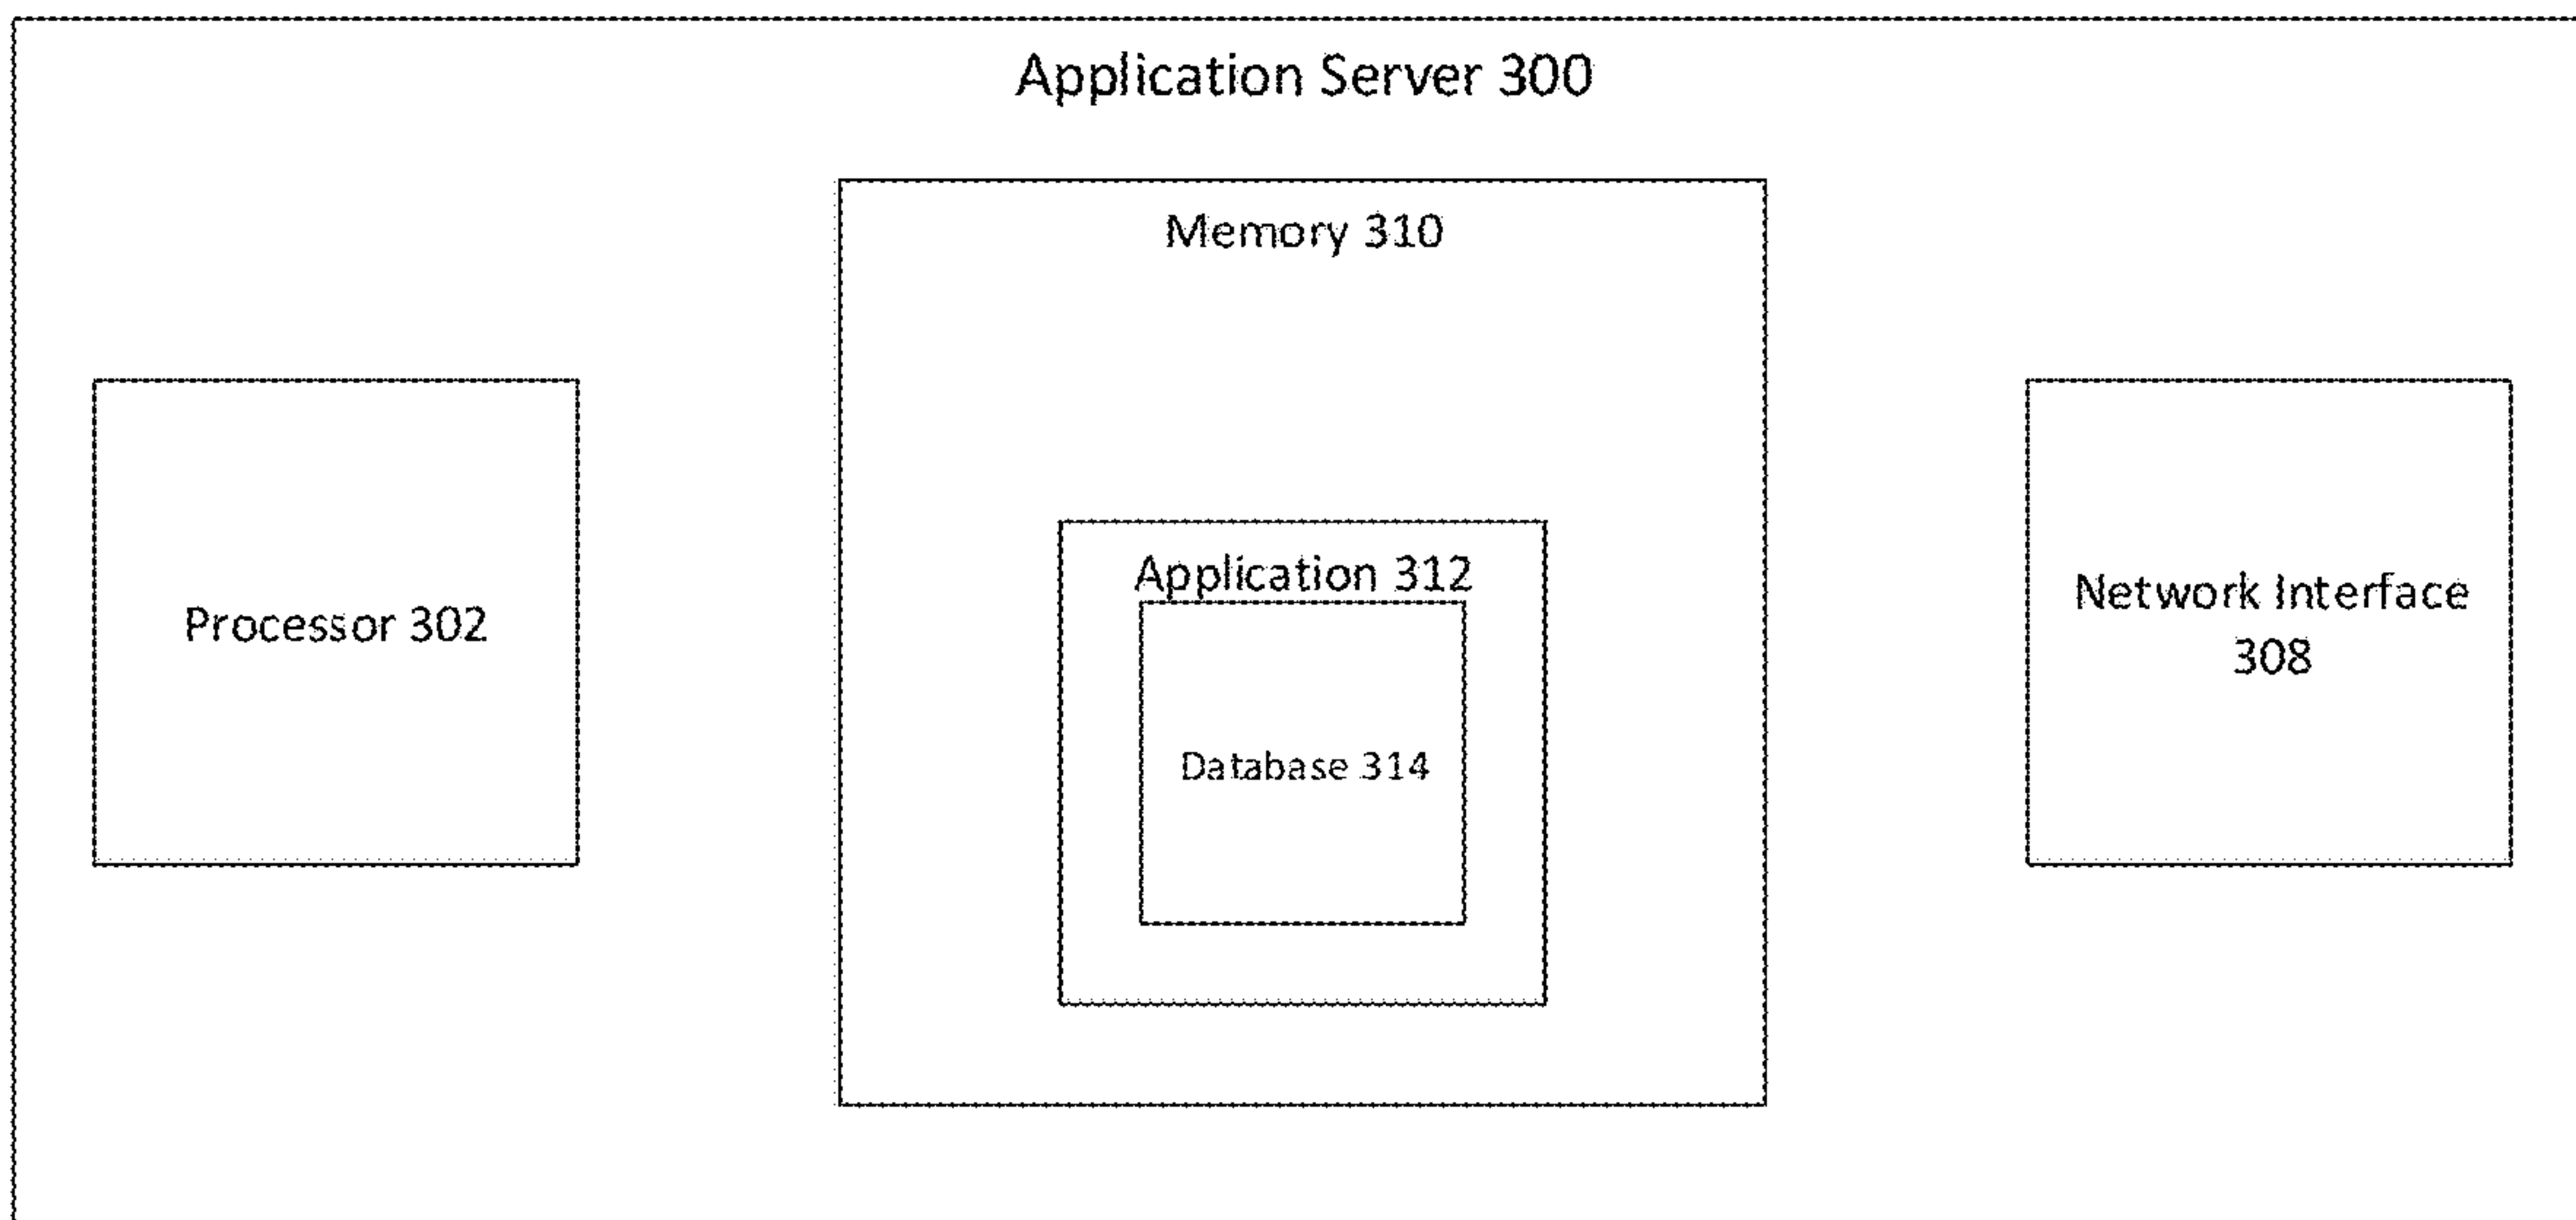 Application Server 300
Memory 310
Processor 302
Application 312
Database 314
Network Interface
308